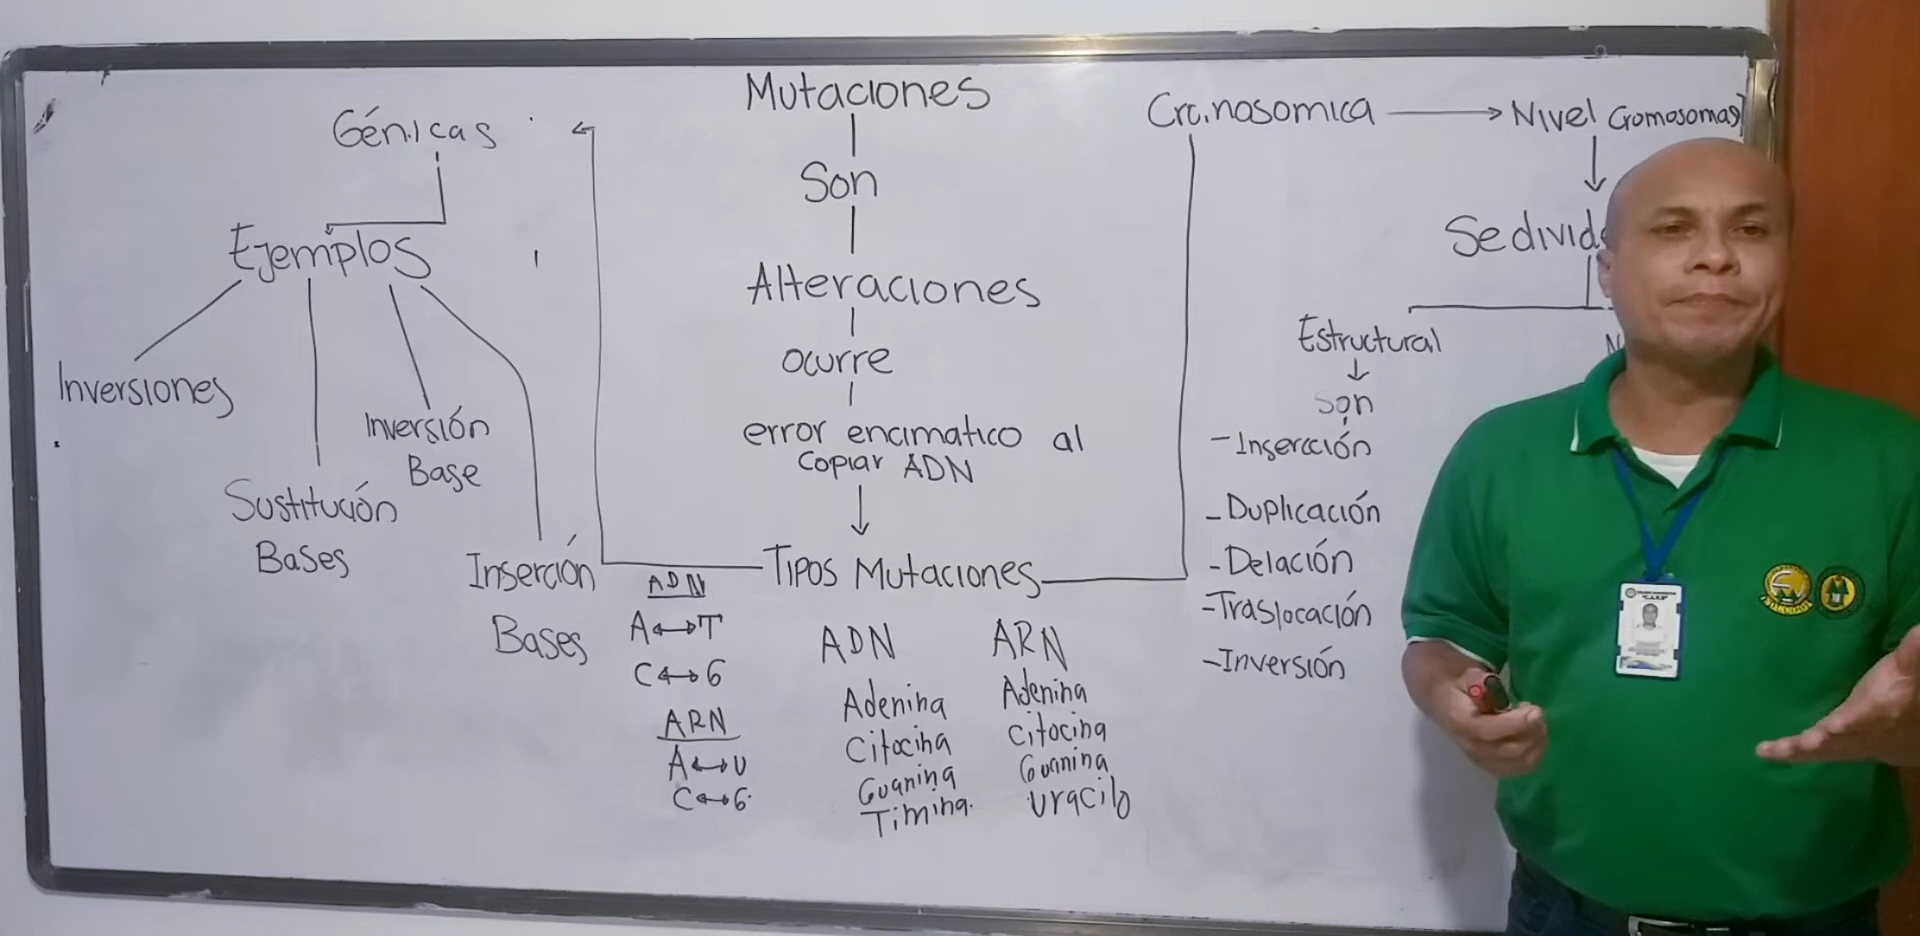 Mutaciones
Son
Alteraciones
ocurre
error encimatico al
copiar ADN
Tipos Mutaciones
Génicas
Ejemplos
Inversiones
Sustitución
Bases
Inversión
Base
Inserción
Bases
ADN
A↔T
C↔G
ARN
A↔U
C↔G
ADN
Adenina
Citocina
Guanina
Timina.
ARN
Adenina
Citocina
Guanina
Uracilo
Nivel Cromosomas
Se divide
Estructural
Son
-Insercción
-Duplicación
-Delación
-Traslocación
-Inversión